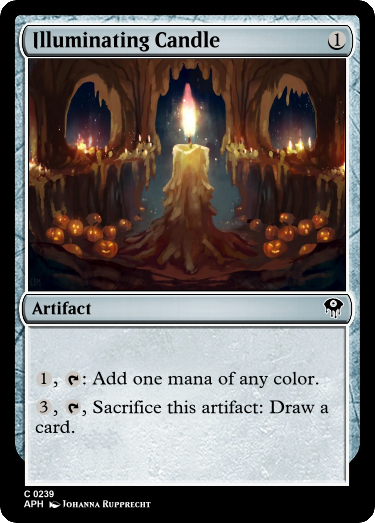 Illuminating Candle 1
Artifact
1, : Add one mana of any color.
3, , Sacrifice this artifact: Draw a
card.
C 0239
APH Johanna Rupprecht